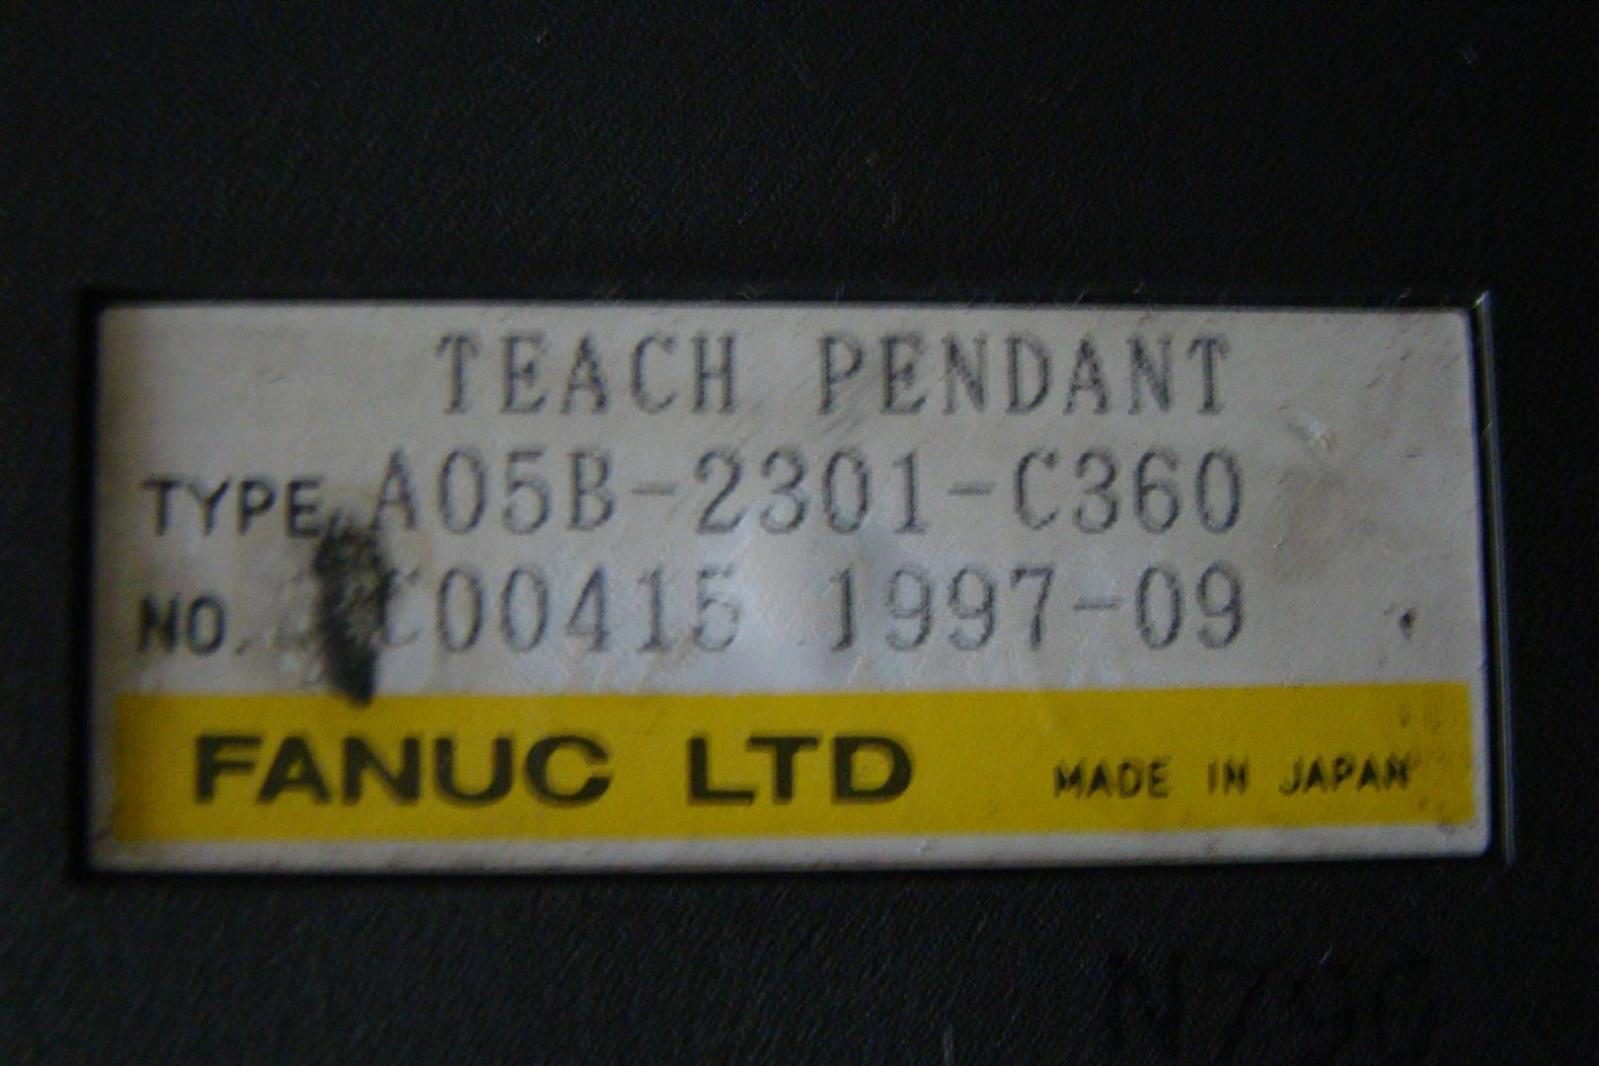 TEACH PENDANT
TYPE A05B-2301-C360
NO. C00415 1997-09
FANUC LTD MADE IN JAPAN